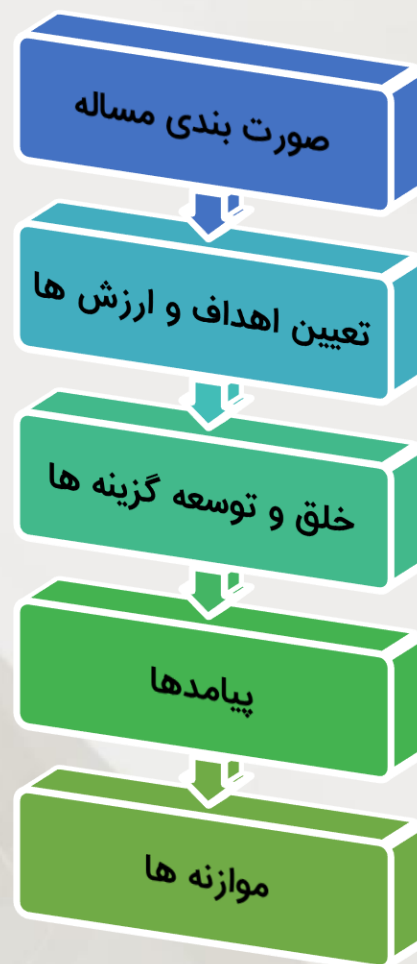 صورت بندی مساله
تعیین اهداف و ارزش ها
خلق و توسعه گزینه ها
پیامدها
موازنه ها